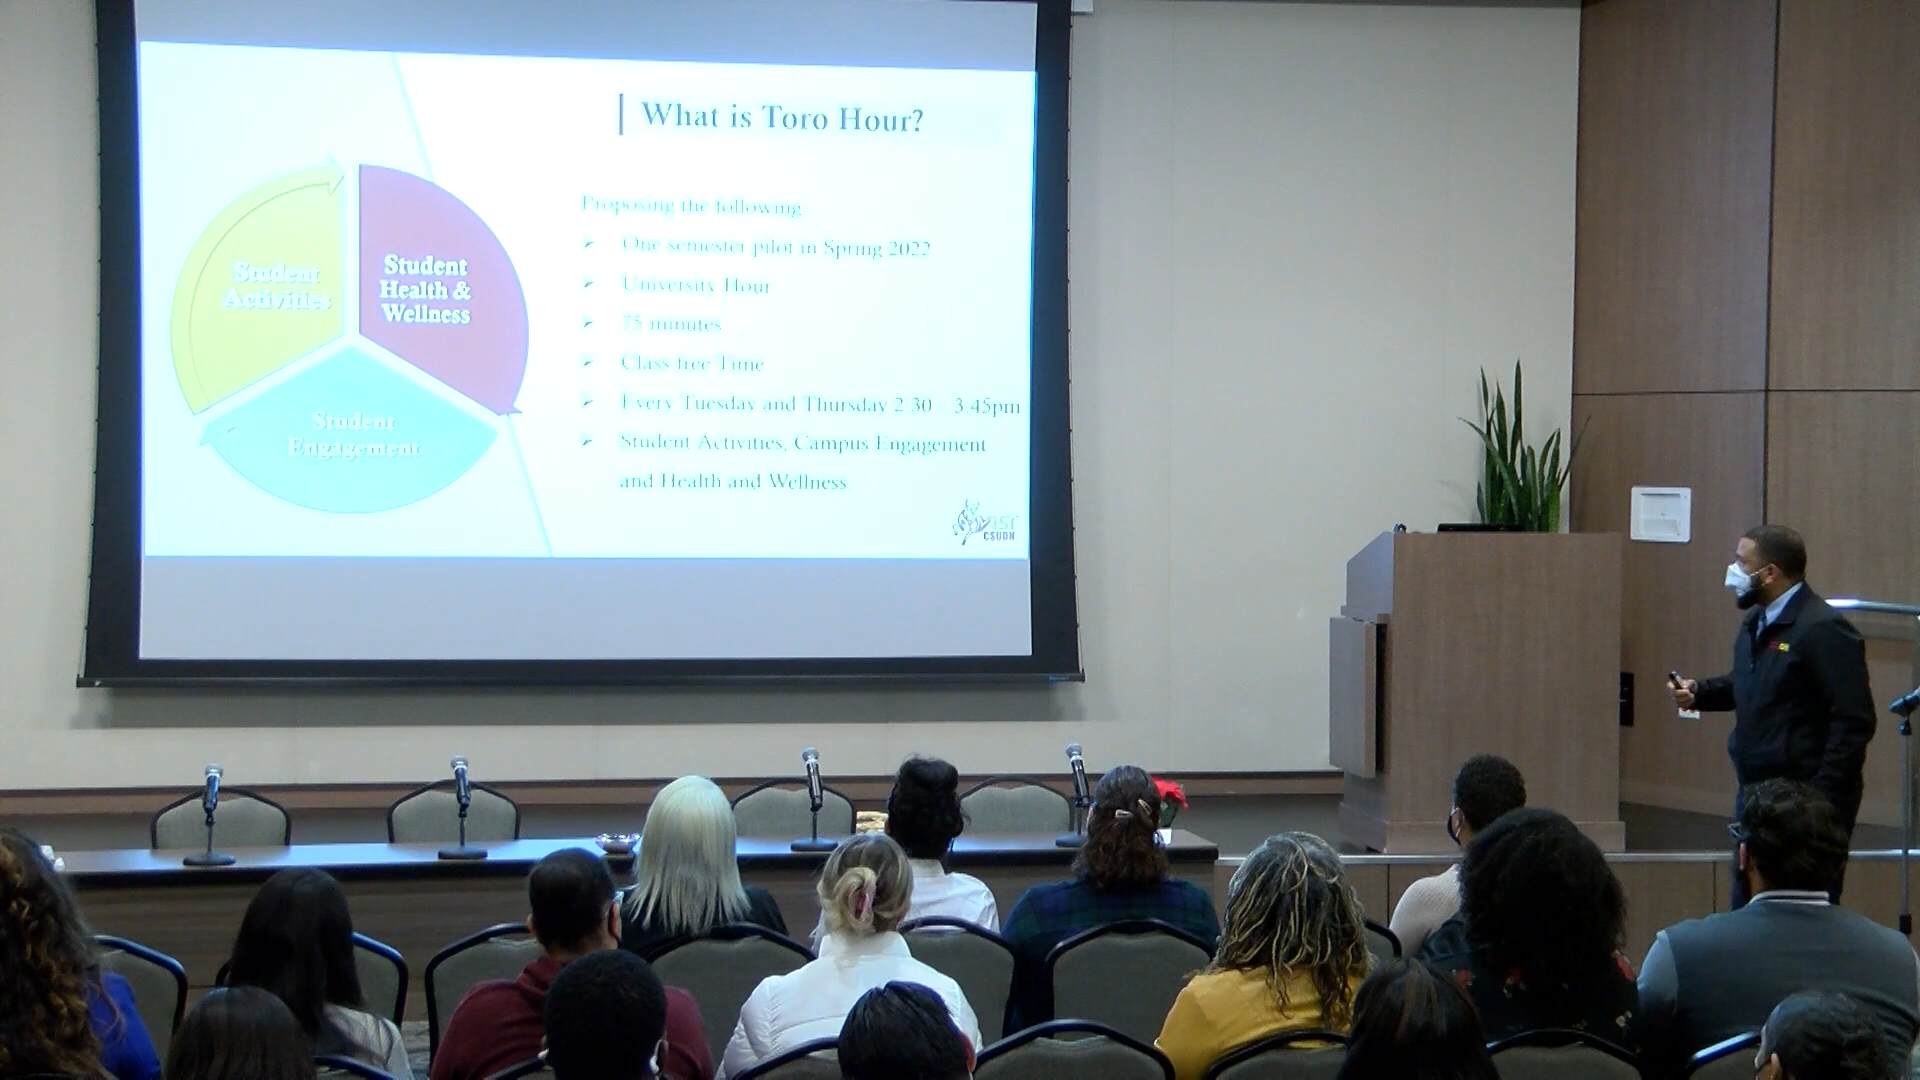 What is Toro Hour?
Student
Activities
Student
Health &
Wellness
Student
Engagement
Proposing the following
One semester pilot in Spring 2022
University Hour
75 minutes
Class free Time
Every Tuesday and Thursday 2:30 – 3:45pm
Student Activities, Campus Engagement
and Health and Wellness
CSUDH